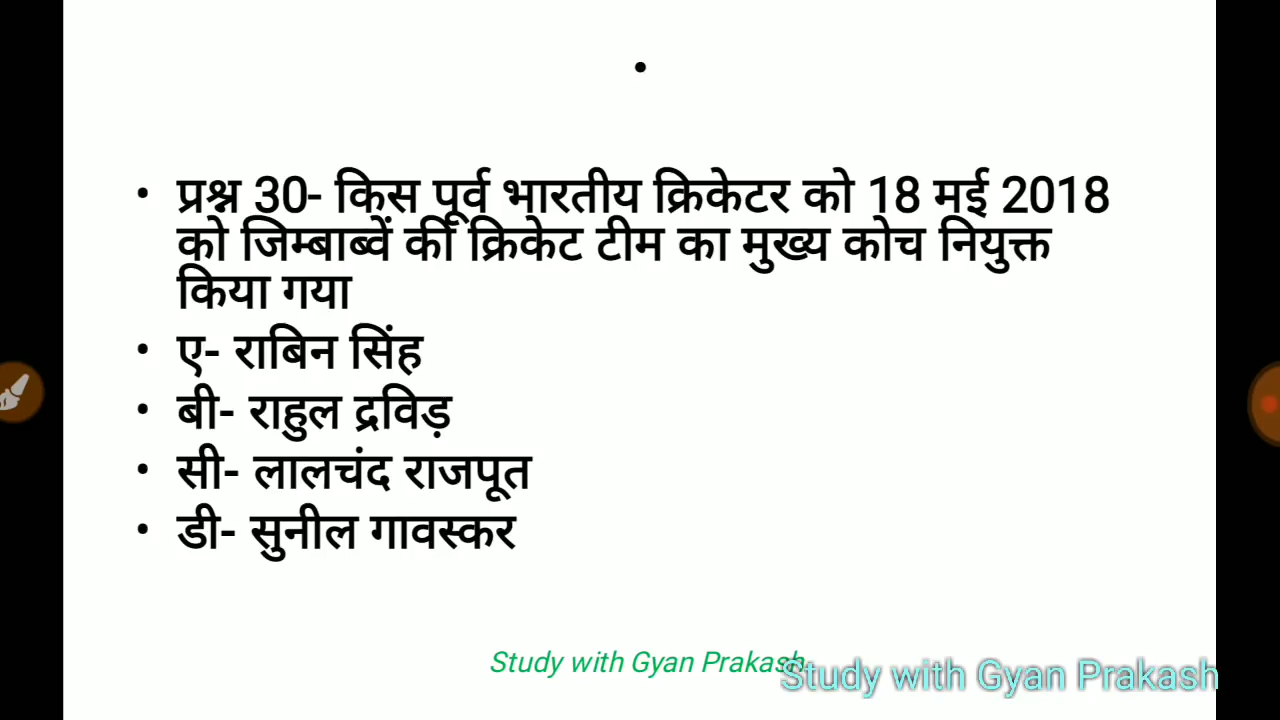 • प्रश्न 30- किस पूर्व भारतीय क्रिकेटर को 18 मई 2018
को जिम्बाब्वें की क्रिकेट टीम का मुख्य कोच नियुक्त
किया गया
• ए- राबिन सिंह
• बी- राहुल द्रविड़
• सी- लालचंद राजपूत
• डी- सुनील गावस्कर
Study with Gyan Prakash
Study with Gyan Prakash